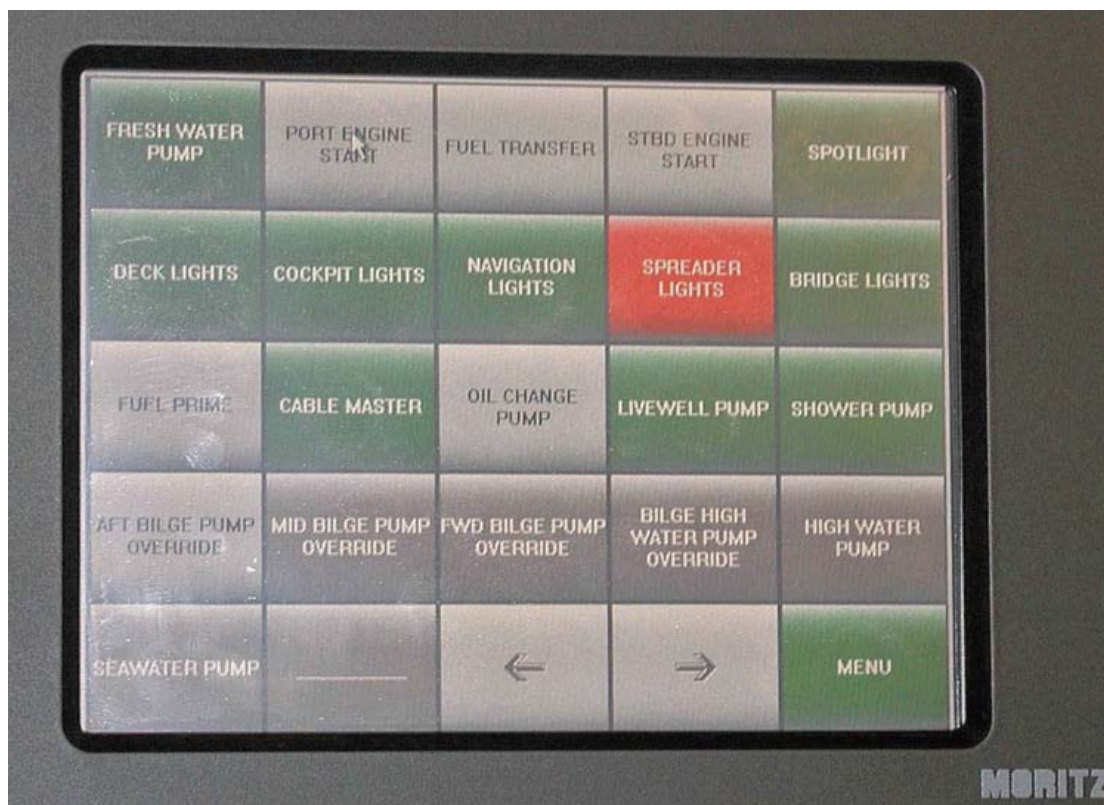 FRESH WATER
PUMP
PORT ENGINE
START
FUEL TRANSFER
STBD ENGINE
START
SPOTLIGHT
DECK LIGHTS
COCKPIT LIGHTS
NAVIGATION
LIGHTS
SPREADER
LIGHTS
BRIDGE LIGHTS
FUEL PRIME
CABLE MASTER
OIL CHANGE
PUMP
LIVEWELL PUMP
SHOWER PUMP
AFT BILGE PUMP
OVERRIDE
MID BILGE PUMP
OVERRIDE
FWD BILGE PUMP
OVERRIDE
BILGE HIGH
WATER PUMP
OVERRIDE
HIGH WATER
PUMP
SEAWATER PUMP
←
→
MENU
MORITZ